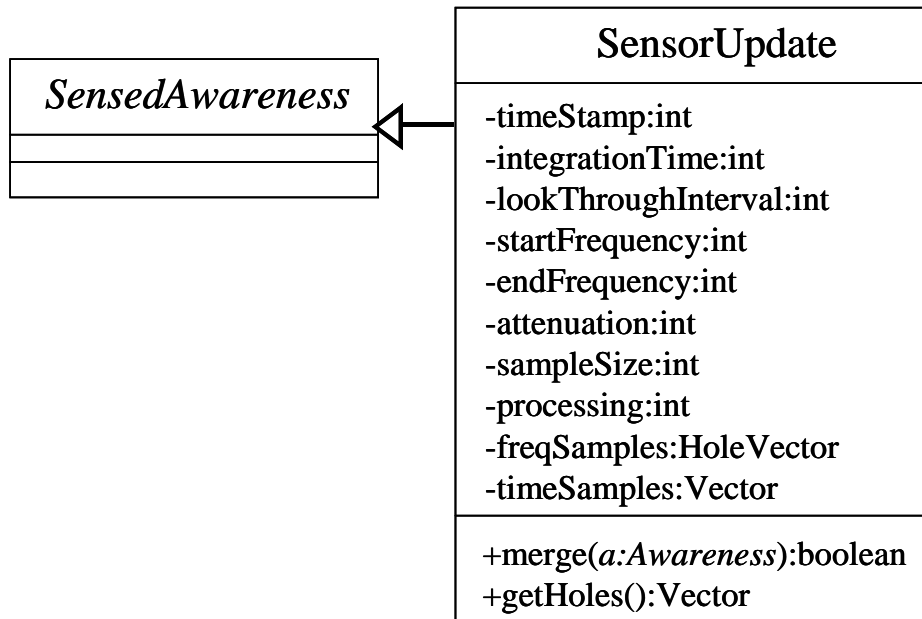 SensedAwareness
SensorUpdate
-timeStamp:int
-integrationTime:int
-lookThroughInterval:int
-startFrequency:int
-endFrequency:int
-attenuation:int
-sampleSize:int
-processing:int
-freqSamples:HoleVector
-timeSamples:Vector
+merge(a:Awareness):boolean
+getHoles():Vector